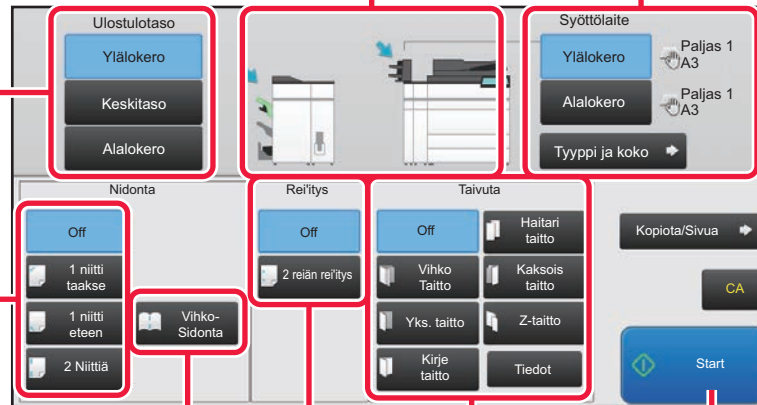 Ulostulotaso
Ylälokero
Keskitaso
Alalokero
Syöttölaite
Ylälokero
Paljas 1
A3
Alalokero
Paljas 1
A3
Tyyppi ja koko
Nidonta
Off
1 niitti
taakse
1 niitti
eteen
2 Niittiä
Vihko-
Sidonta
Rei'itys
Off
2 reiän rei'itys
Taivuta
Off
Haitari
taitto
Vihko
Taitto
Kaksois
taitto
Yks. taitto
Z-taitto
Kirje
taitto
Tiedot
Kopiota/Sivua
CA
Start